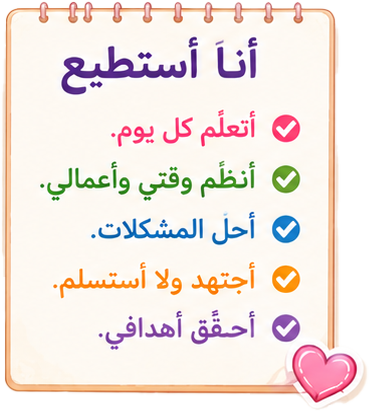 أناَ أستطيع
أتعلَّم كل يوم.
أنظَّم وقتي وأعمالي.
أحلّ المشكلات.
أجتهد ولا أستسلم.
أحقَّق أهدافي.